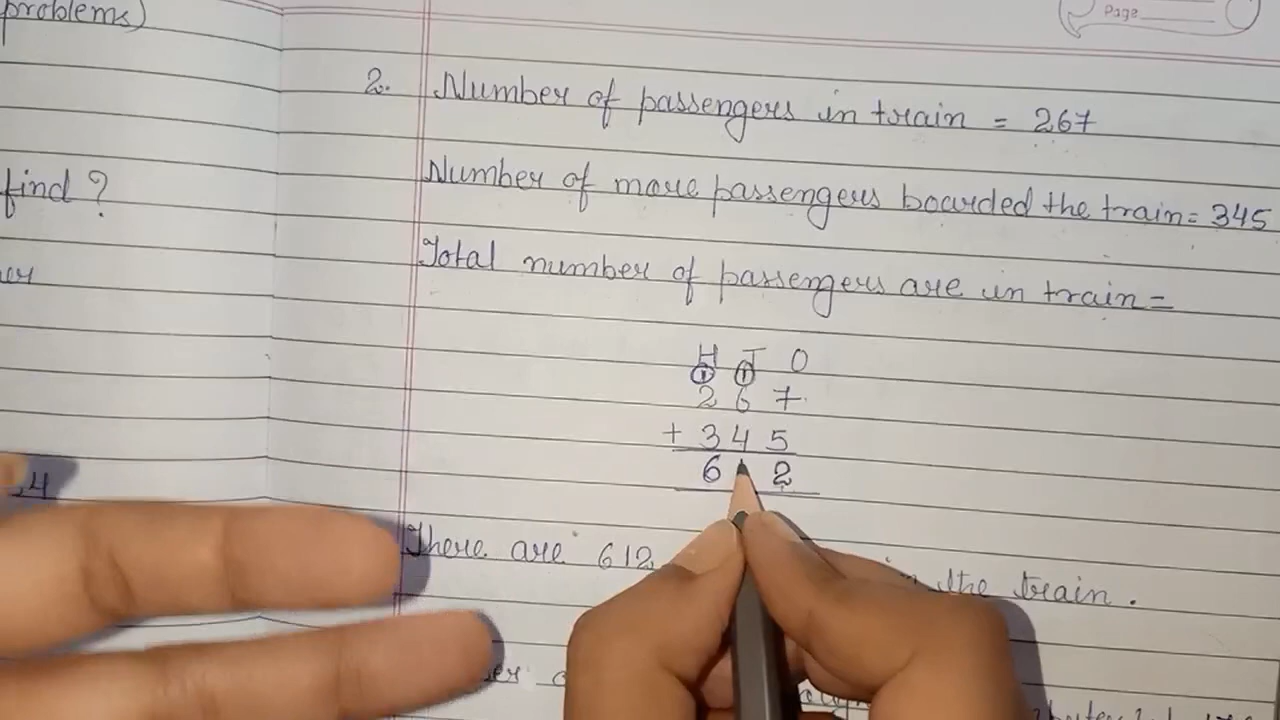 problems)
find ?
Page
2. Number of passengers in train = 267
Number of more passengers boarded the train = 345
Total number of passengers are in train =
H T O
1 1
2 6 7
+ 3 4 5
6 2
There are 612 the train.